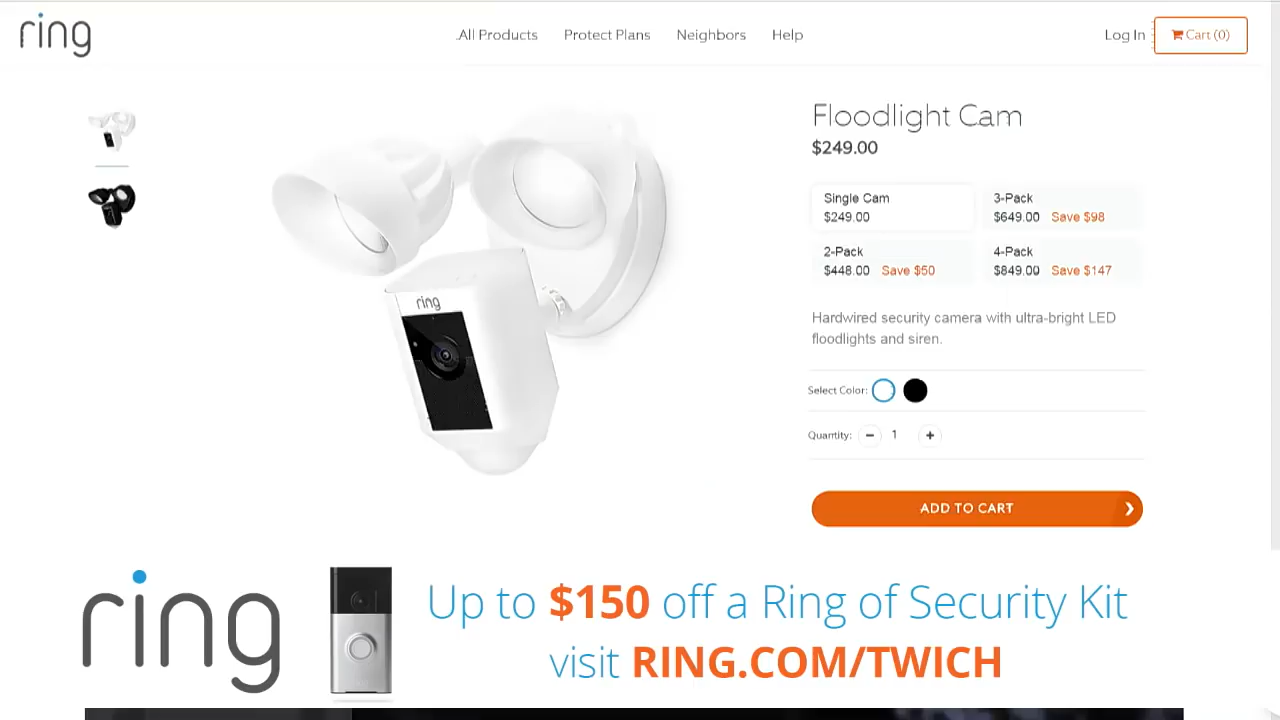 ring
All Products Protect Plans Neighbors Help
Log In
Cart (0)
Floodlight Cam
$249.00
Single Cam
$249.00
3-Pack
$649.00 Save $98
2-Pack
$448.00 Save $50
4-Pack
$849.00 Save $147
Hardwired security camera with ultra-bright LED
floodlights and siren.
Select Color:
Quantity: − 1 +
ADD TO CART
ring
ring
Up to $150 off a Ring of Security Kit
visit RING.COM/TWICH